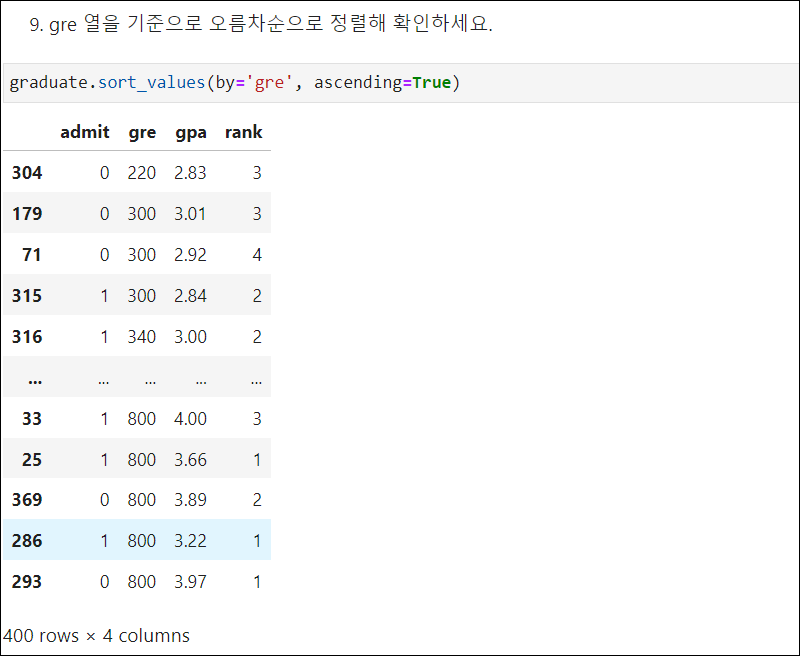 9. gre 열을 기준으로 오름차순으로 정렬해 확인하세요.
graduate.sort_values(by='gre', ascending=True)
admit gre gpa rank
304 0 220 2.83 3
179 0 300 3.01 3
71 0 300 2.92 4
315 1 300 2.84 2
316 1 340 3.00 2
... ... ... ... ...
33 1 800 4.00 3
25 1 800 3.66 1
369 0 800 3.89 2
286 1 800 3.22 1
293 0 800 3.97 1
400 rows × 4 columns